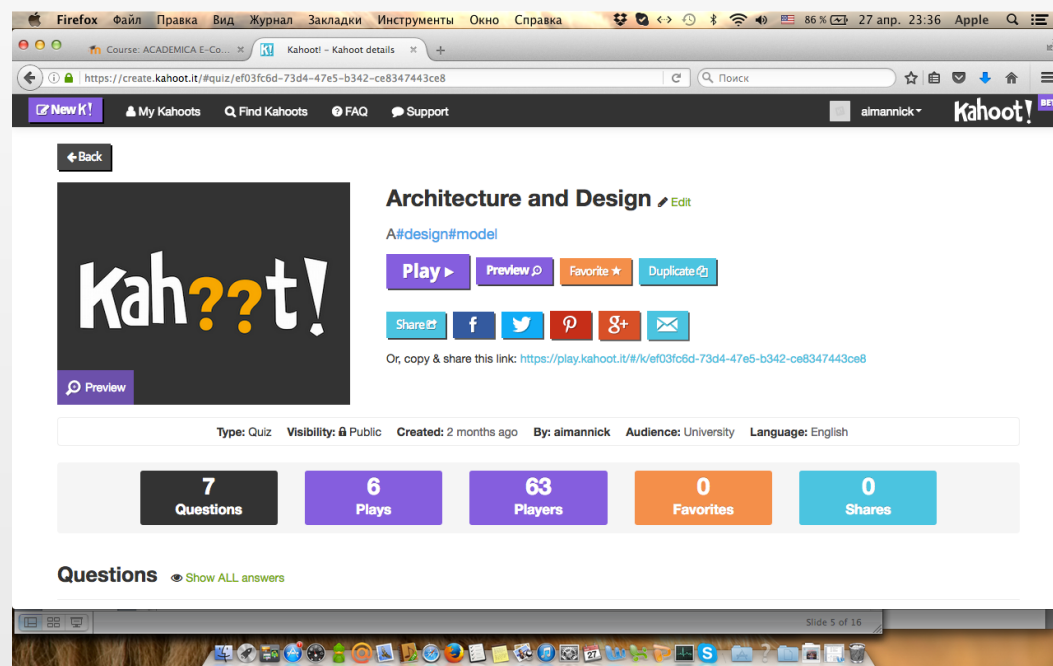 Firefox Файл Правка Вид Журнал Закладки Инструменты Окно Справка 86 % 27 апр. 23:36 Apple
Course: ACADEMICA E-Co... × Kahoot! – Kahoot details × +
https://create.kahoot.it/#quiz/ef03fc6d-73d4-47e5-b342-ce8347443ce8 Поиск
New K! My Kahoots Find Kahoots FAQ Support aimannick Kahoot! BET
Back
Architecture and Design Edit
A#design#model
Play Preview Favorite Duplicate
Kah??t!
Share f g+
Or, copy & share this link: https://play.kahoot.it/#/k/ef03fc6d-73d4-47e5-b342-ce8347443ce8
Preview
Type: Quiz Visibility: Public Created: 2 months ago By: aimannick Audience: University Language: English
7 6 63 0 0
Questions Plays Players Favorites Shares
Questions Show ALL answers
Slide 5 of 16